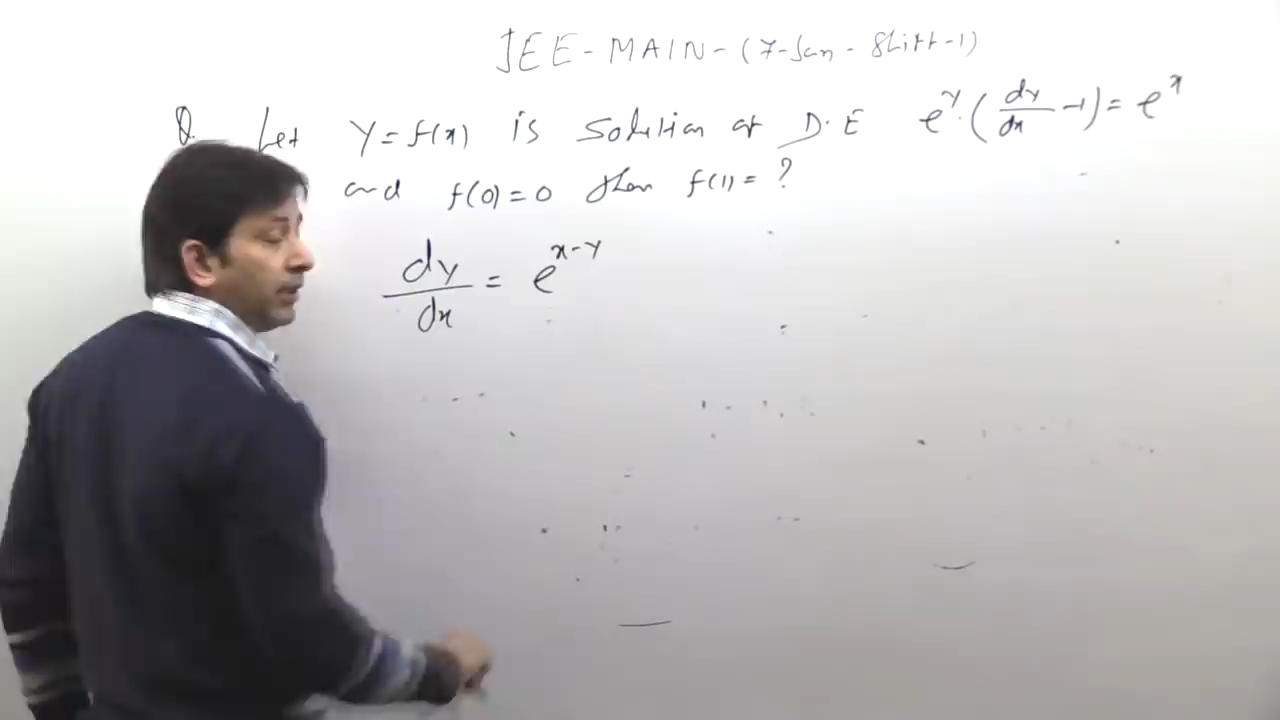 JEE-MAIN-(7-Jan-Shift-1)
Q. Let Y=f(x) is solution of D.E e^y.(dy/dx -1)=e^x
and f(0)=0 then f(1)=?
dy/dx = e^x-y